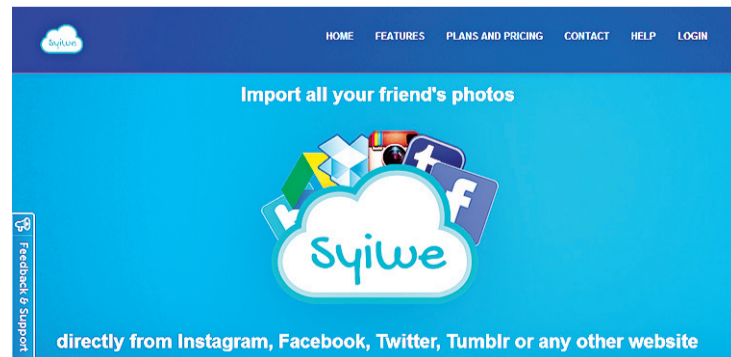 Syiwe
HOME FEATURES PLANS AND PRICING CONTACT HELP LOGIN
Import all your friend's photos
Syiwe
Feedback & Support
directly from Instagram, Facebook, Twitter, Tumblr or any other website